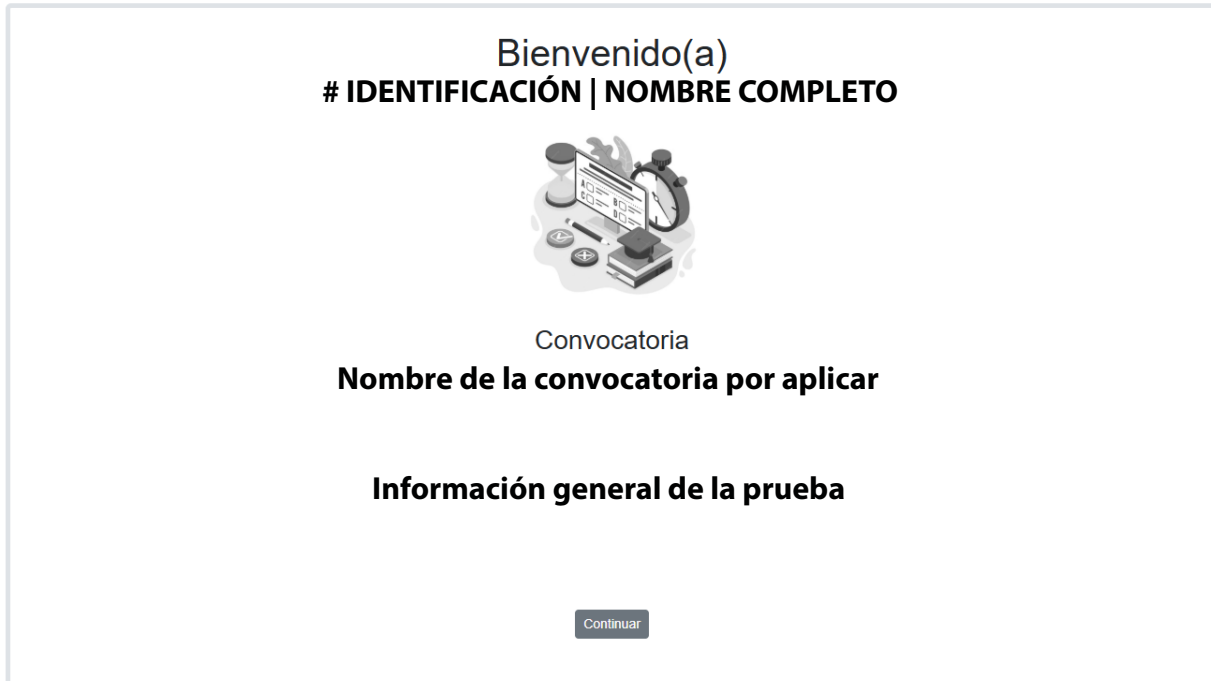 Bienvenido(a)
# IDENTIFICACIÓN | NOMBRE COMPLETO
A
B
C
D
Convocatoria
Nombre de la convocatoria por aplicar
Información general de la prueba
Continuar